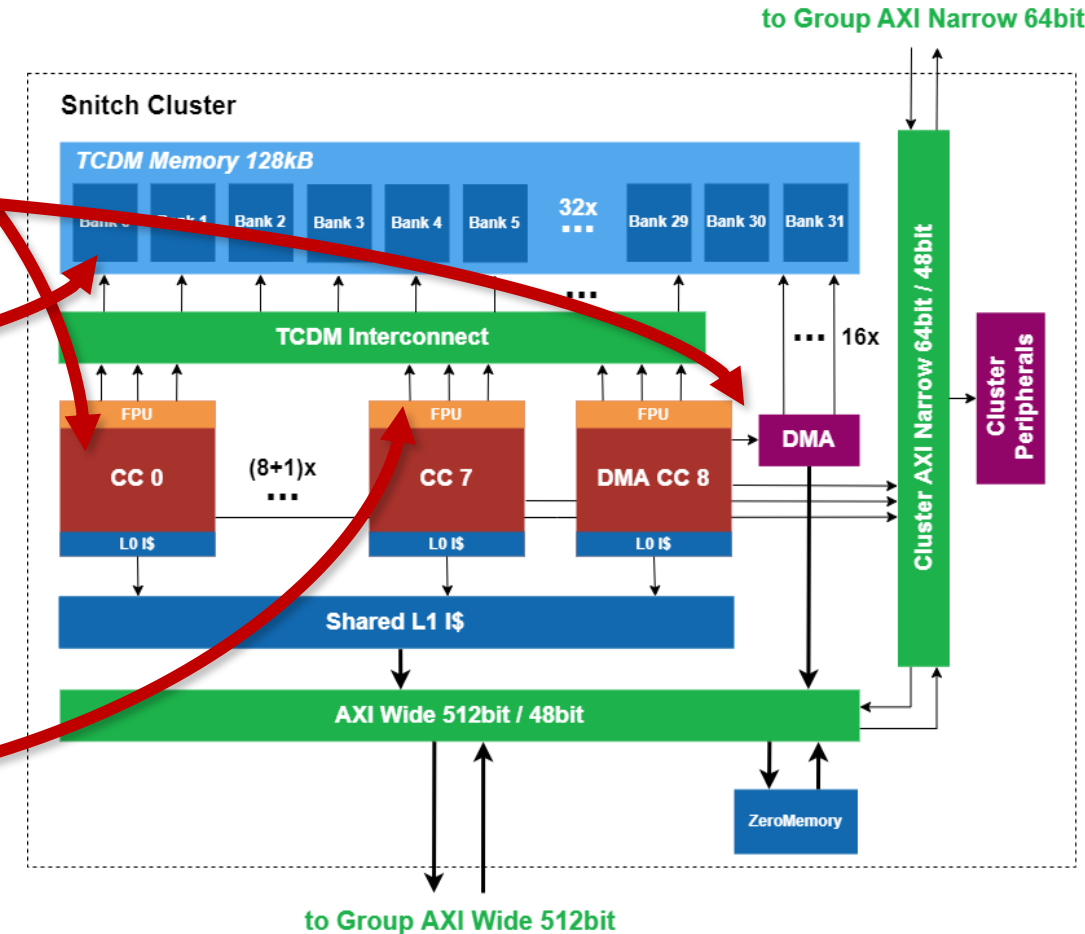 to Group AXI Narrow 64bit
Snitch Cluster
TCDM Memory 128kB
Bank
Bank 1
Bank 2
Bank 3
Bank 4
Bank 5
32x
...
Bank 29
Bank 30
Bank 31
...
TCDM Interconnect
... 16x
Cluster AXI Narrow 64bit / 48bit
Cluster
Peripherals
FPU
CC 0
L0 I$
(8+1)x
...
FPU
CC 7
L0 I$
FPU
DMA CC 8
L0 I$
DMA
Shared L1 I$
AXI Wide 512bit / 48bit
ZeroMemory
to Group AXI Wide 512bit